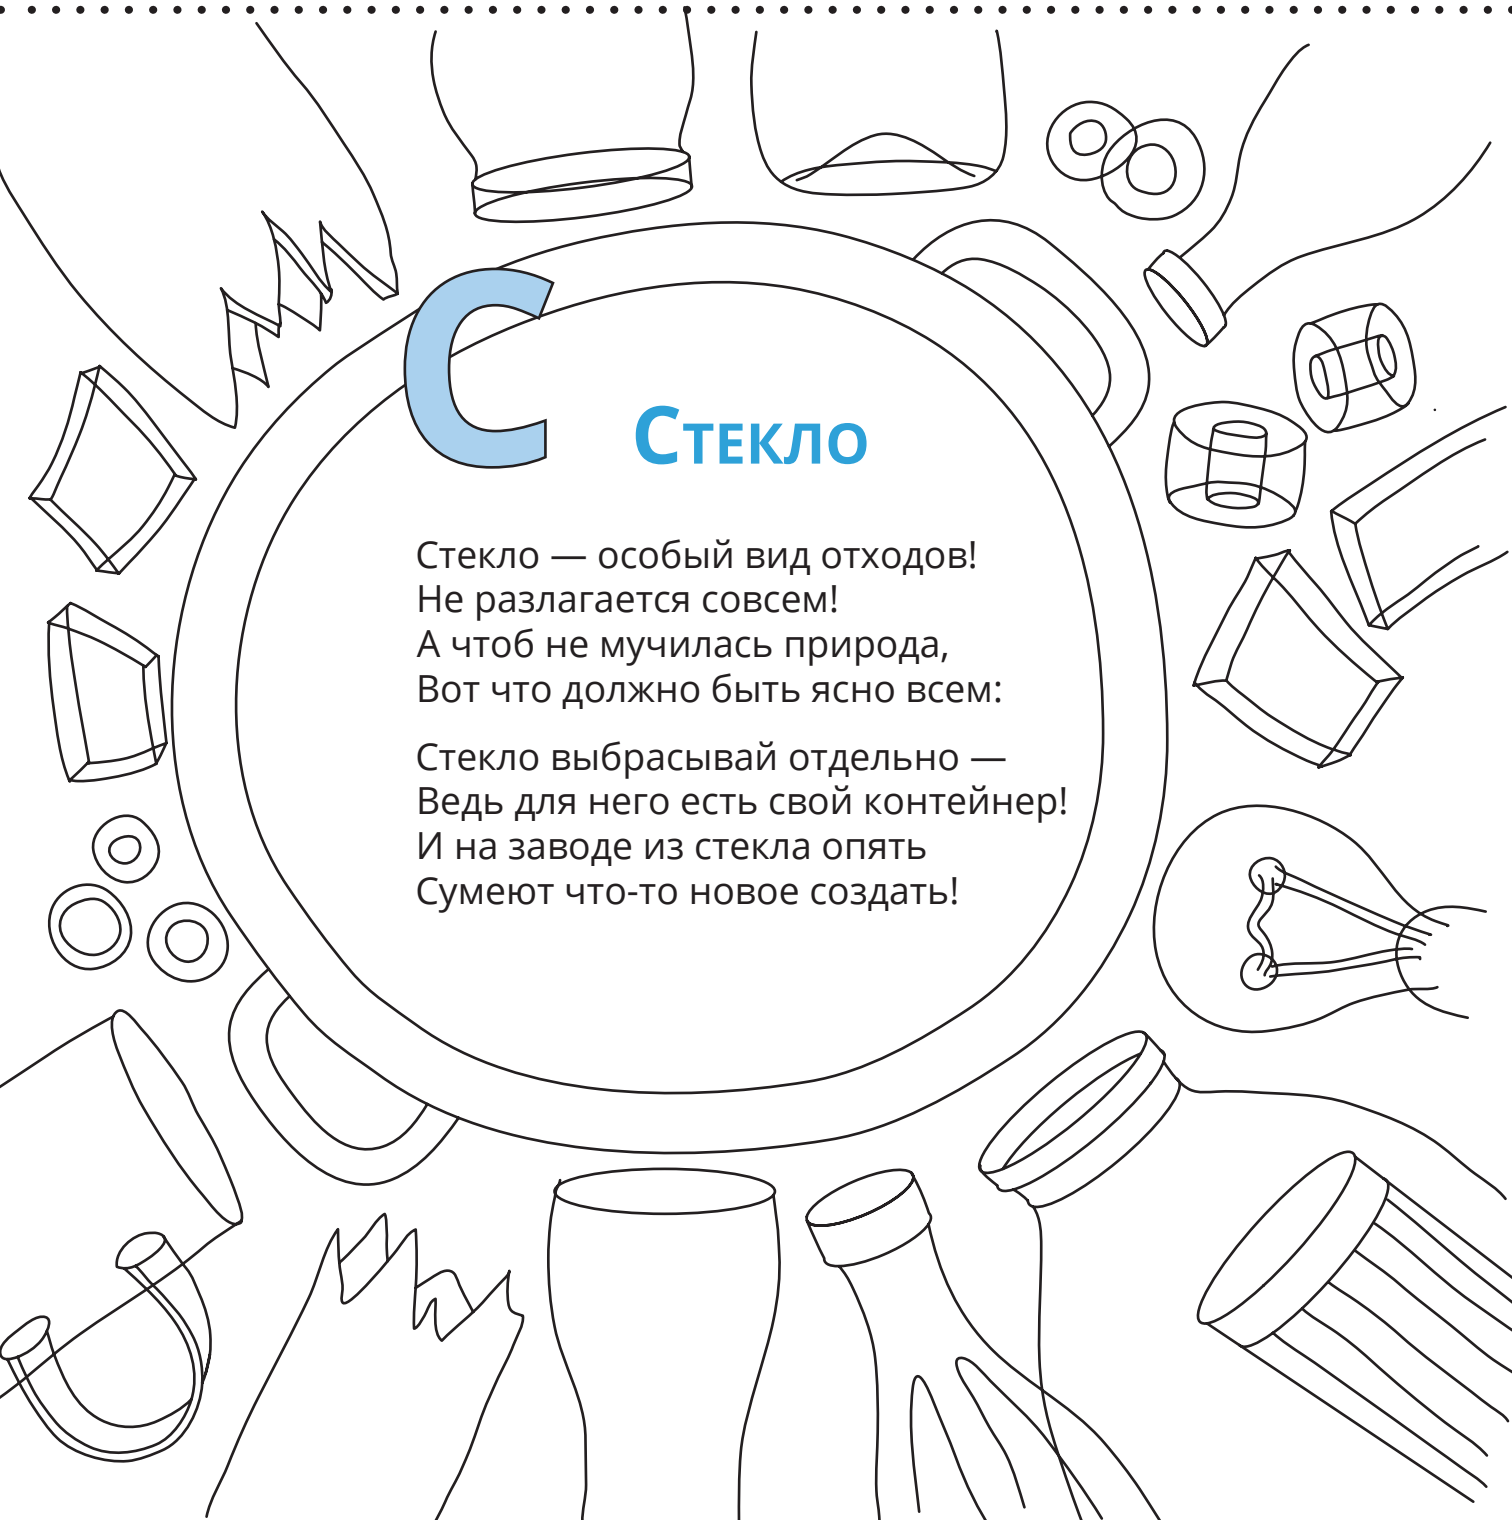 С
Стекло
Стекло — особый вид отходов!
Не разлагается совсем!
А чтоб не мучилась природа,
Вот что должно быть ясно всем:
Стекло выбрасывай отдельно —
Ведь для него есть свой контейнер!
И на заводе из стекла опять
Сумеют что-то новое создать!